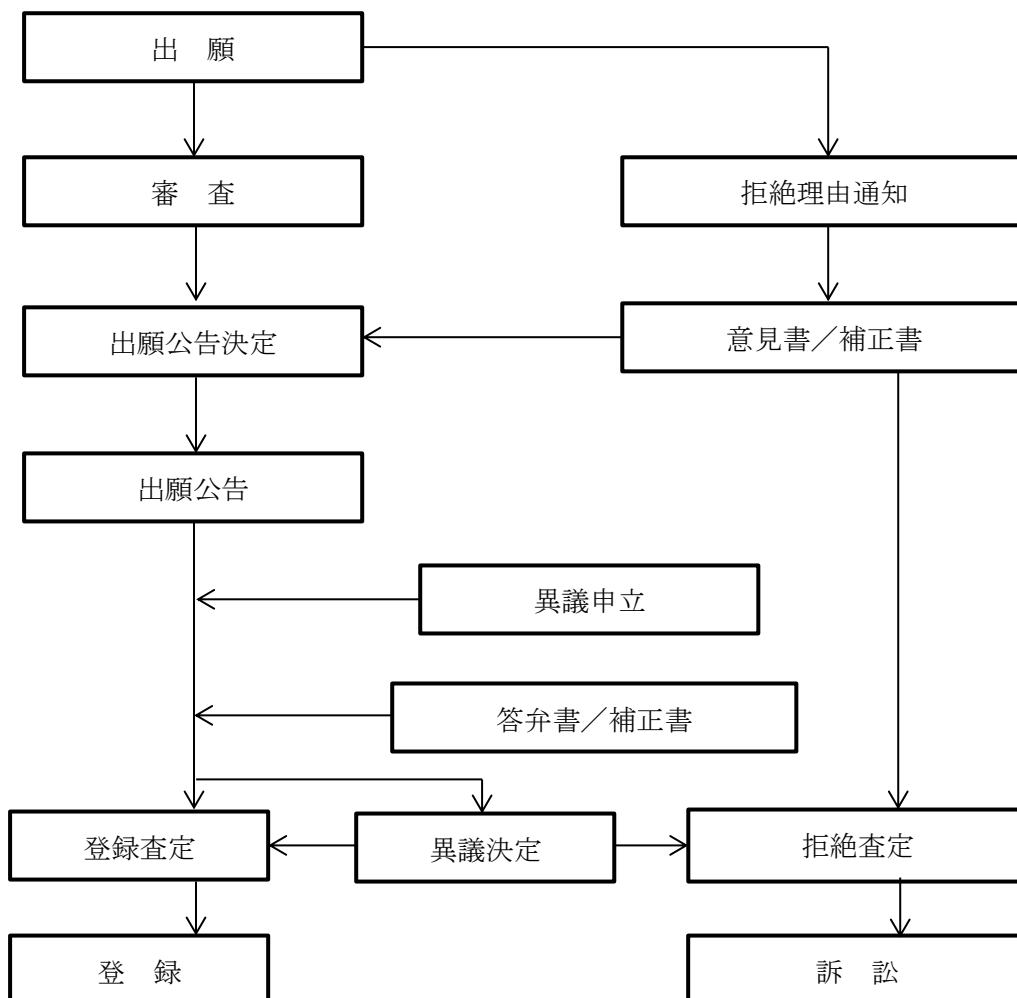 出　願
審　査
拒絶理由通知
出願公告決定
意見書／補正書
出願公告
異議申立
答弁書／補正書
登録査定
異議決定
拒絶査定
登　録
訴　訟